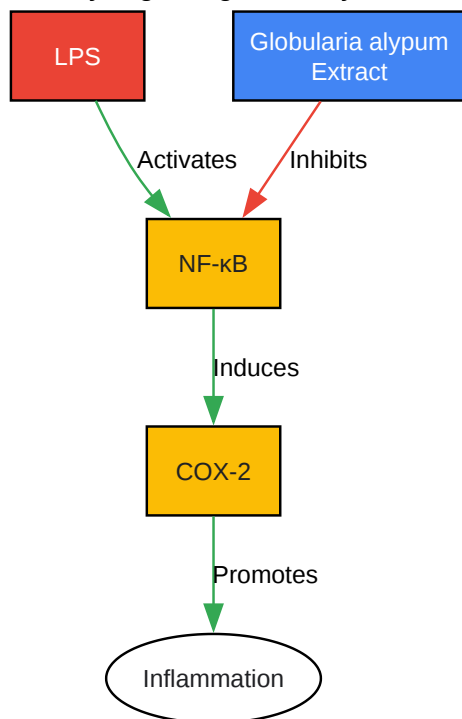 LPS
Globularia alypum
Extract
Activates
Inhibits
NF-κB
Induces
COX-2
Promotes
Inflammation